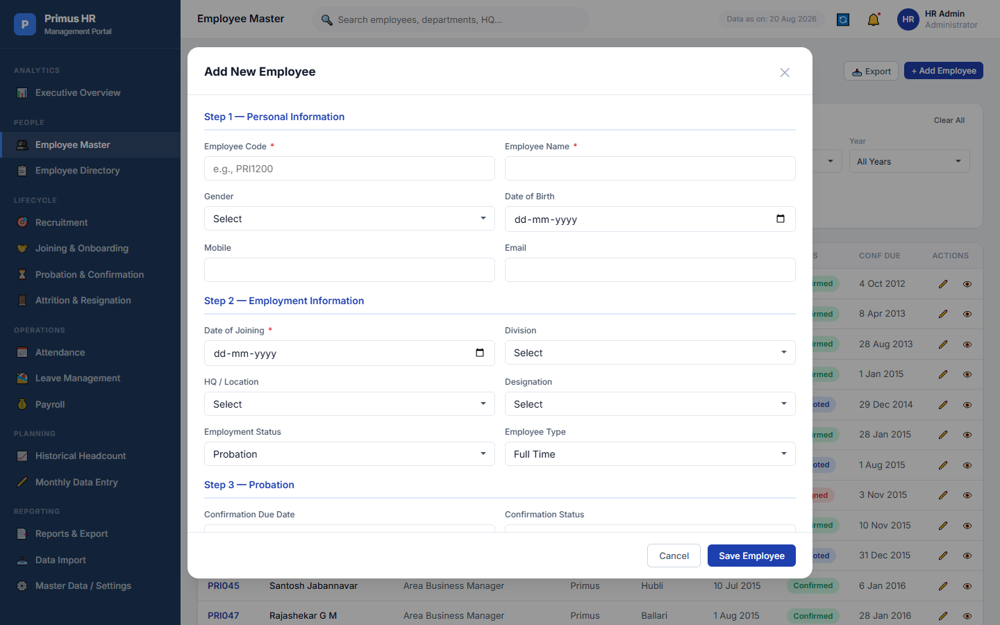 P
Primus HR
Management Portal
ANALYTICS
Executive Overview
PEOPLE
Employee Master
Employee Directory
LIFECYCLE
Recruitment
Joining & Onboarding
Probation & Confirmation
Attrition & Resignation
OPERATIONS
Attendance
Leave Management
Payroll
PLANNING
Historical Headcount
Monthly Data Entry
REPORTING
Reports & Export
Data Import
Master Data / Settings
Employee Master
Search employees, departments, HQ...
Data as on: 20 Aug 2026
HR
HR Admin
Administrator
Export
+ Add Employee
Clear All
Year
All Years
CONF DUE ACTIONS
4 Oct 2012
8 Apr 2013
28 Aug 2013
1 Jan 2015
29 Dec 2014
28 Jan 2015
1 Aug 2015
3 Nov 2015
10 Nov 2015
31 Dec 2015
PRI045 Santosh Jabannavar Area Business Manager Primus Hubli 10 Jul 2015 Confirmed 6 Jan 2016
PRI047 Rajashekar G M Area Business Manager Primus Ballari 1 Aug 2015 Confirmed 28 Jan 2016
Add New Employee
Step 1 — Personal Information
Employee Code * Employee Name *
e.g., PRI1200
Gender Date of Birth
Select dd-mm-yyyy
Mobile Email
Step 2 — Employment Information
Date of Joining * Division
dd-mm-yyyy Select
HQ / Location Designation
Select Select
Employment Status Employee Type
Probation Full Time
Step 3 — Probation
Confirmation Due Date Confirmation Status
Cancel Save Employee